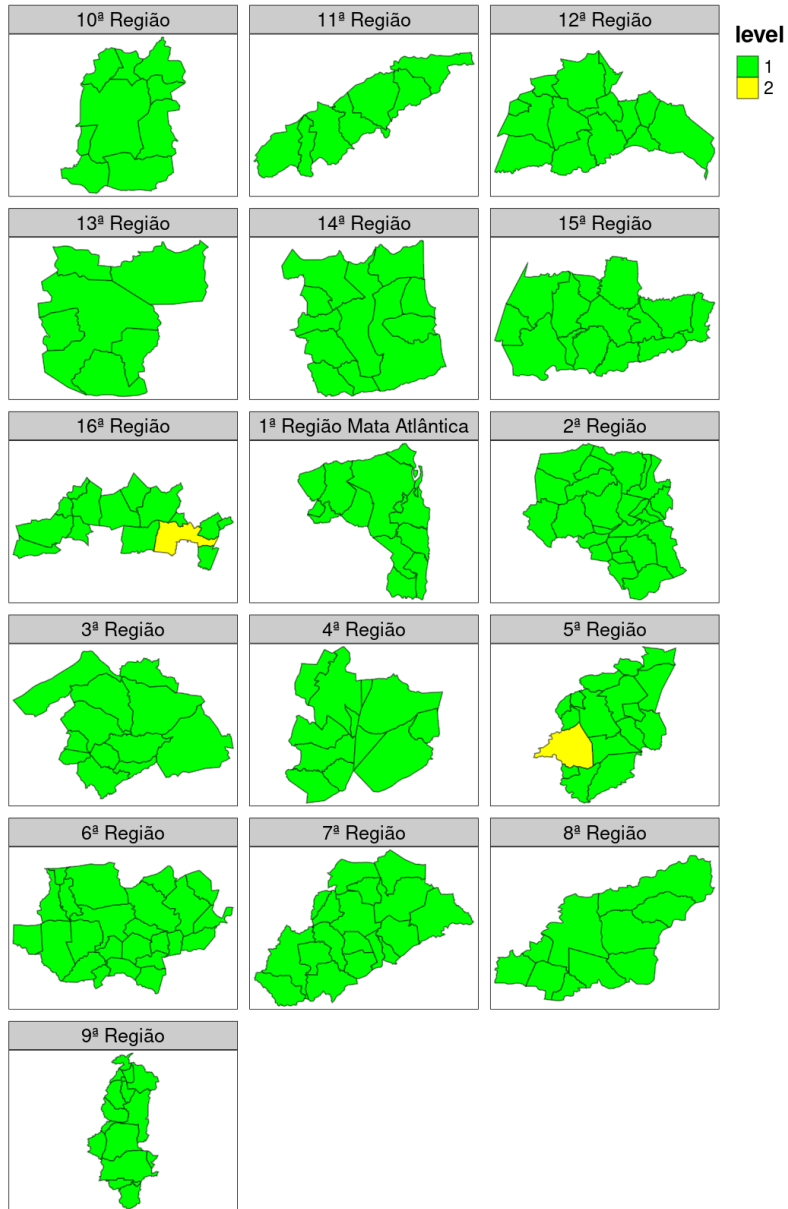 10ª Região
11ª Região
12ª Região
level
1
2
13ª Região
14ª Região
15ª Região
16ª Região
1ª Região Mata Atlântica
2ª Região
3ª Região
4ª Região
5ª Região
6ª Região
7ª Região
8ª Região
9ª Região